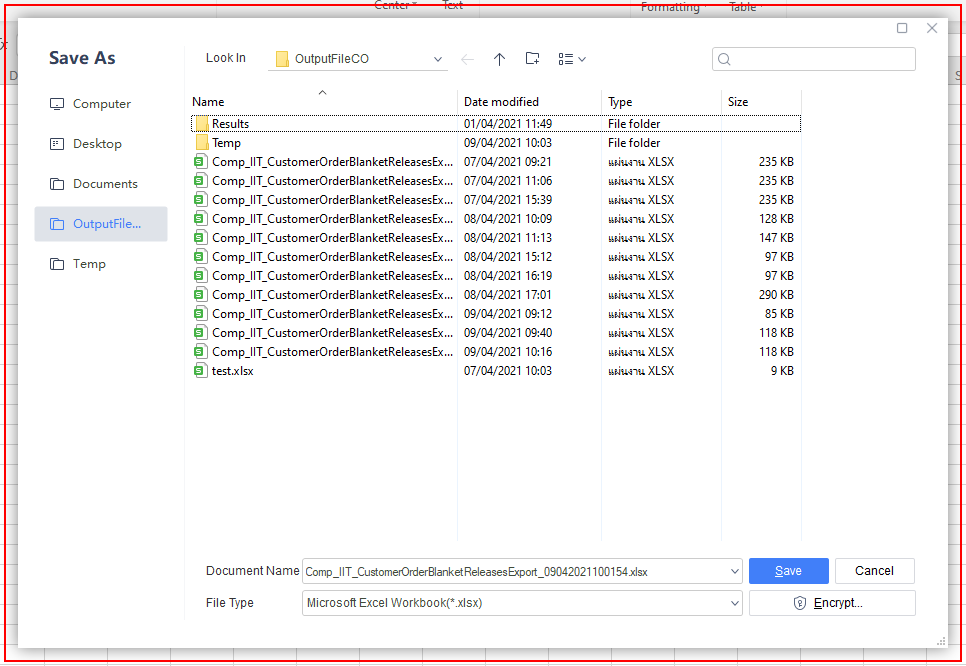 Center Text Formatting Table
Save As
Look In OutputFileCO
Computer
Desktop
Documents
OutputFile...
Temp
Name Date modified Type Size
Results 01/04/2021 11:49 File folder
Temp 09/04/2021 10:03 File folder
Comp_IIT_CustomerOrderBlanketReleasesEx... 07/04/2021 09:21 แผ่นงาน XLSX 235 KB
Comp_IIT_CustomerOrderBlanketReleasesEx... 07/04/2021 11:06 แผ่นงาน XLSX 235 KB
Comp_IIT_CustomerOrderBlanketReleasesEx... 07/04/2021 15:39 แผ่นงาน XLSX 235 KB
Comp_IIT_CustomerOrderBlanketReleasesEx... 08/04/2021 10:09 แผ่นงาน XLSX 128 KB
Comp_IIT_CustomerOrderBlanketReleasesEx... 08/04/2021 11:13 แผ่นงาน XLSX 147 KB
Comp_IIT_CustomerOrderBlanketReleasesEx... 08/04/2021 15:12 แผ่นงาน XLSX 97 KB
Comp_IIT_CustomerOrderBlanketReleasesEx... 08/04/2021 16:19 แผ่นงาน XLSX 97 KB
Comp_IIT_CustomerOrderBlanketReleasesEx... 08/04/2021 17:01 แผ่นงาน XLSX 290 KB
Comp_IIT_CustomerOrderBlanketReleasesEx... 09/04/2021 09:12 แผ่นงาน XLSX 85 KB
Comp_IIT_CustomerOrderBlanketReleasesEx... 09/04/2021 09:40 แผ่นงาน XLSX 118 KB
Comp_IIT_CustomerOrderBlanketReleasesEx... 09/04/2021 10:16 แผ่นงาน XLSX 118 KB
test.xlsx 07/04/2021 10:03 แผ่นงาน XLSX 9 KB
Document Name Comp_IIT_CustomerOrderBlanketReleasesExport_09042021100154.xlsx Save Cancel
File Type Microsoft Excel Workbook(*.xlsx) Encrypt...